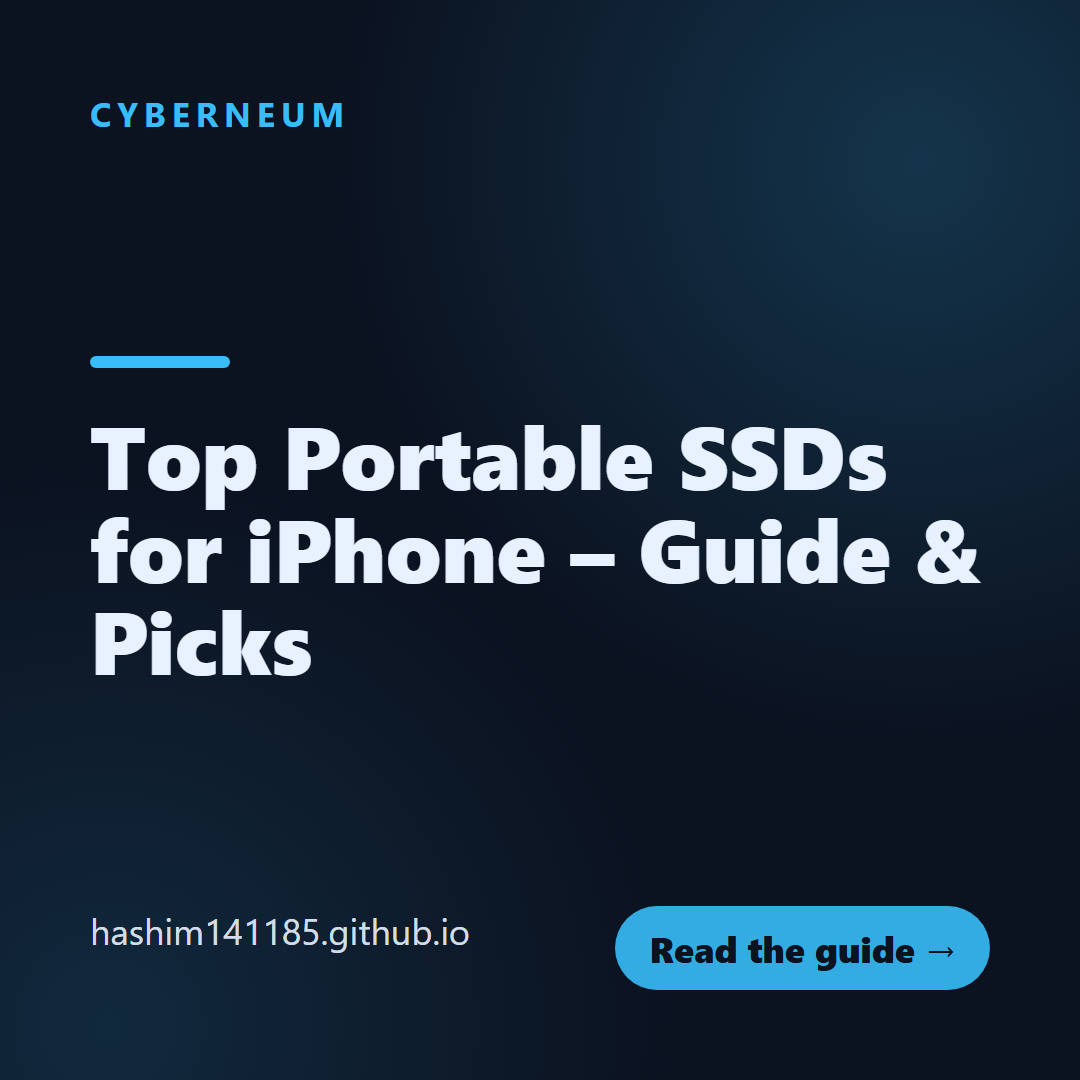 CYBERNEUM
Top Portable SSDs
for iPhone – Guide &
Picks
hashim141185.github.io
Read the guide →